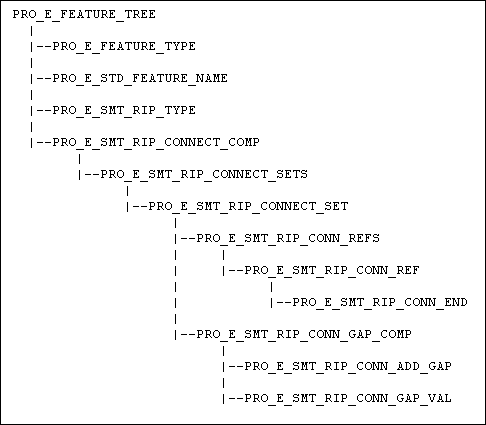 PRO_E_FEATURE_TREE
|--PRO_E_FEATURE_TYPE
|--PRO_E_STD_FEATURE_NAME
|--PRO_E_SMT_RIP_TYPE
|--PRO_E_SMT_RIP_CONNECT_COMP
|--PRO_E_SMT_RIP_CONNECT_SETS
|--PRO_E_SMT_RIP_CONNECT_SET
|--PRO_E_SMT_RIP_CONN_REFS
|--PRO_E_SMT_RIP_CONN_REF
|--PRO_E_SMT_RIP_CONN_END
|--PRO_E_SMT_RIP_CONN_GAP_COMP
|--PRO_E_SMT_RIP_CONN_ADD_GAP
|--PRO_E_SMT_RIP_CONN_GAP_VAL